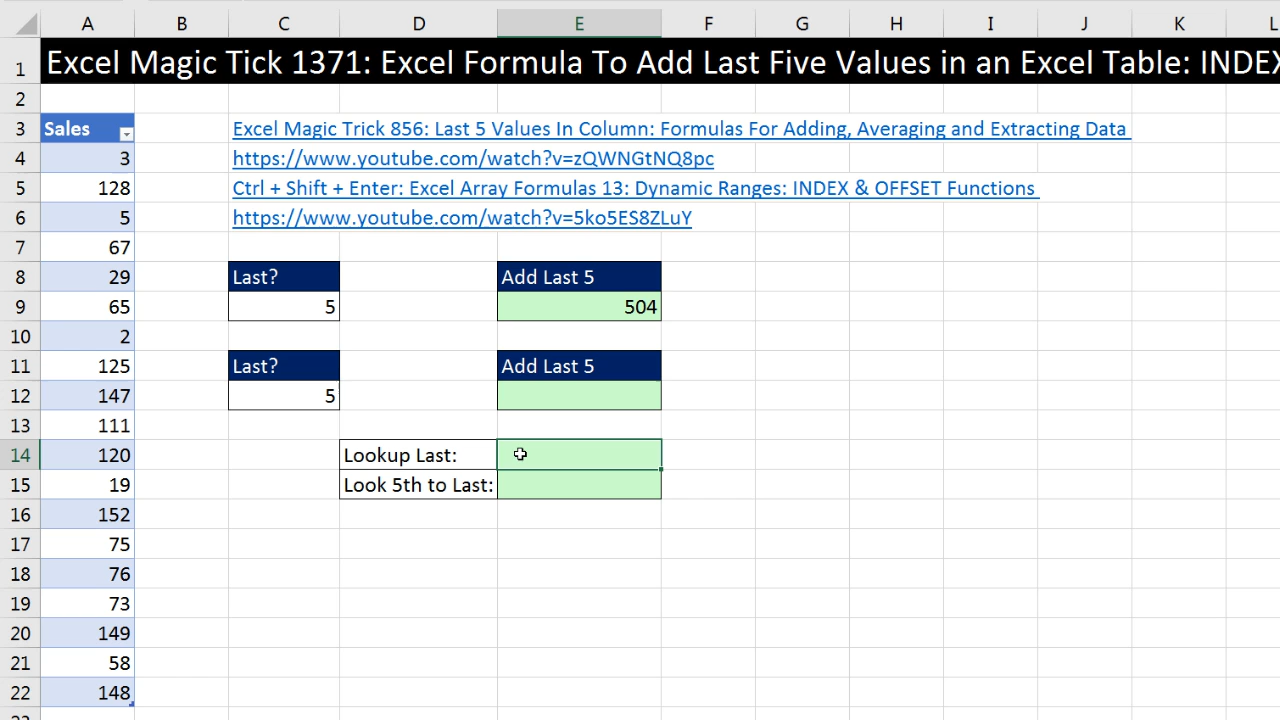 A B C D E F G H I J K L
1 Excel Magic Tick 1371: Excel Formula To Add Last Five Values in an Excel Table: INDEX
2
3 Sales Excel Magic Trick 856: Last 5 Values In Column: Formulas For Adding, Averaging and Extracting Data
4 3 https://www.youtube.com/watch?v=zQWNGtNQ8pc
5 128 Ctrl + Shift + Enter: Excel Array Formulas 13: Dynamic Ranges: INDEX & OFFSET Functions
6 5 https://www.youtube.com/watch?v=5ko5ES8ZLuY
7 67
8 29 Last? Add Last 5
9 65 5 504
10 2
11 125 Last? Add Last 5
12 147 5
13 111
14 120 Lookup Last:
15 19 Look 5th to Last:
16 152
17 75
18 76
19 73
20 149
21 58
22 148